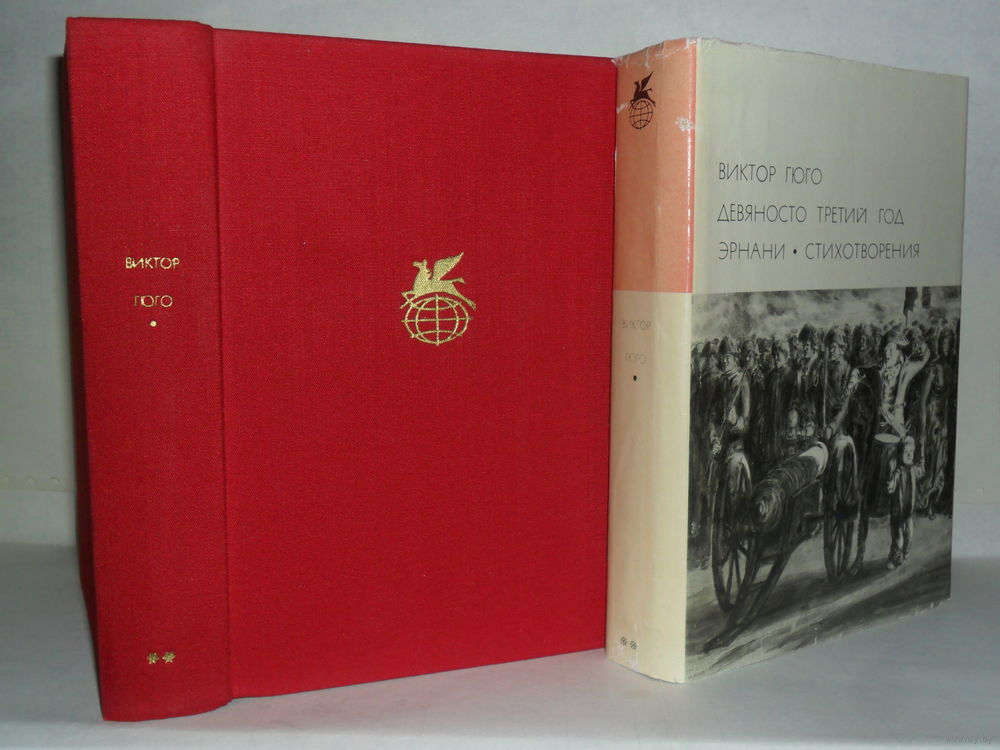 ВИКТОР
ГЮГО
ВИКТОР ГЮГО
ДЕВЯНОСТО ТРЕТИЙ ГОД
ЭРНАНИ • СТИХОТВОРЕНИЯ
ВИКТОР
ГЮГО